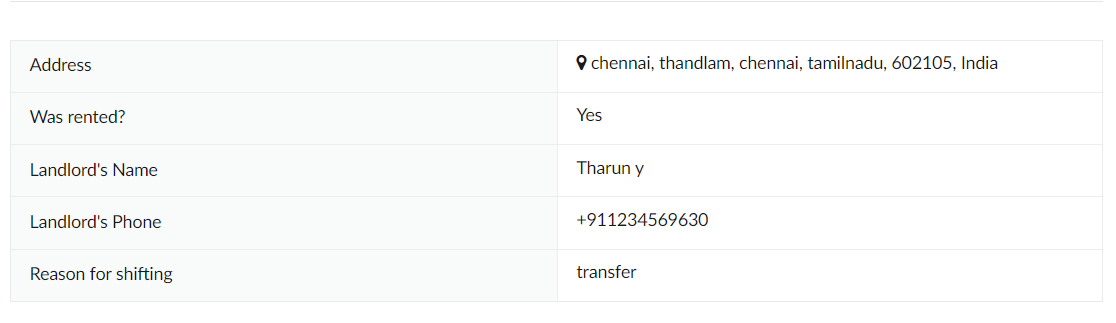 Address chennai, thandlam, chennai, tamilnadu, 602105, India
Was rented? Yes
Landlord's Name Tharun y
Landlord's Phone +911234569630
Reason for shifting transfer